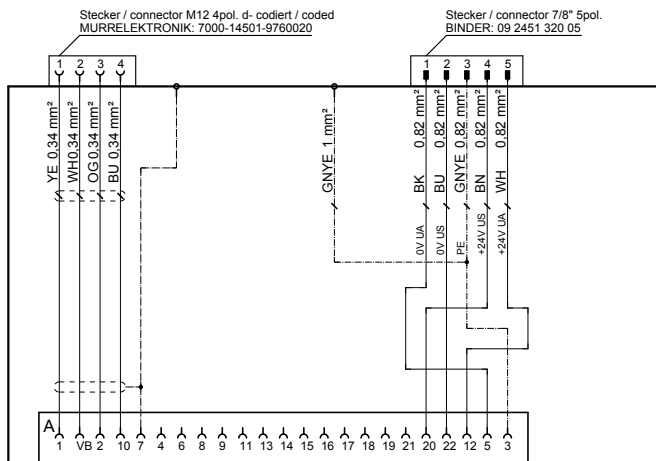 Stecker / connector M12 4pol. d- codiert / coded
MURRELEKTRONIK: 7000-14501-9760020
Stecker / connector 7/8" 5pol.
BINDER: 09 2451 320 05
1 2 3 4
1 2 3 4 5
YE 0,34 mm²
WH 0,34 mm²
OG 0,34 mm²
BU 0,34 mm²
GNYE 1 mm²
BK 0,82 mm²
BU 0,82 mm²
GNYE 0,82 mm²
BN 0,82 mm²
WH 0,82 mm²
0V UA
0V US
PE
+24V US
+24V UA
A
1 VB 2 10 7 4 6 8 9 11 13 14 15 16 17 18 19 21 20 22 12 5 3